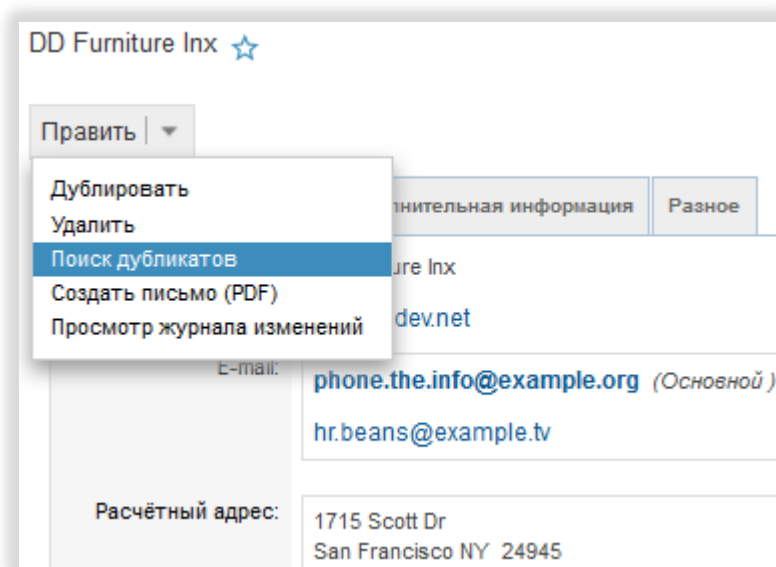 DD Furniture Inx
Править
Дублировать
Удалить
Поиск дубликатов
Создать письмо (PDF)
Просмотр журнала изменений
нительная информация
Разное
ure Inx
dev.net
E-mail:
phone.the.info@example.org (Основной)
hr.beans@example.tv
Расчётный адрес:
1715 Scott Dr
San Francisco NY 24945